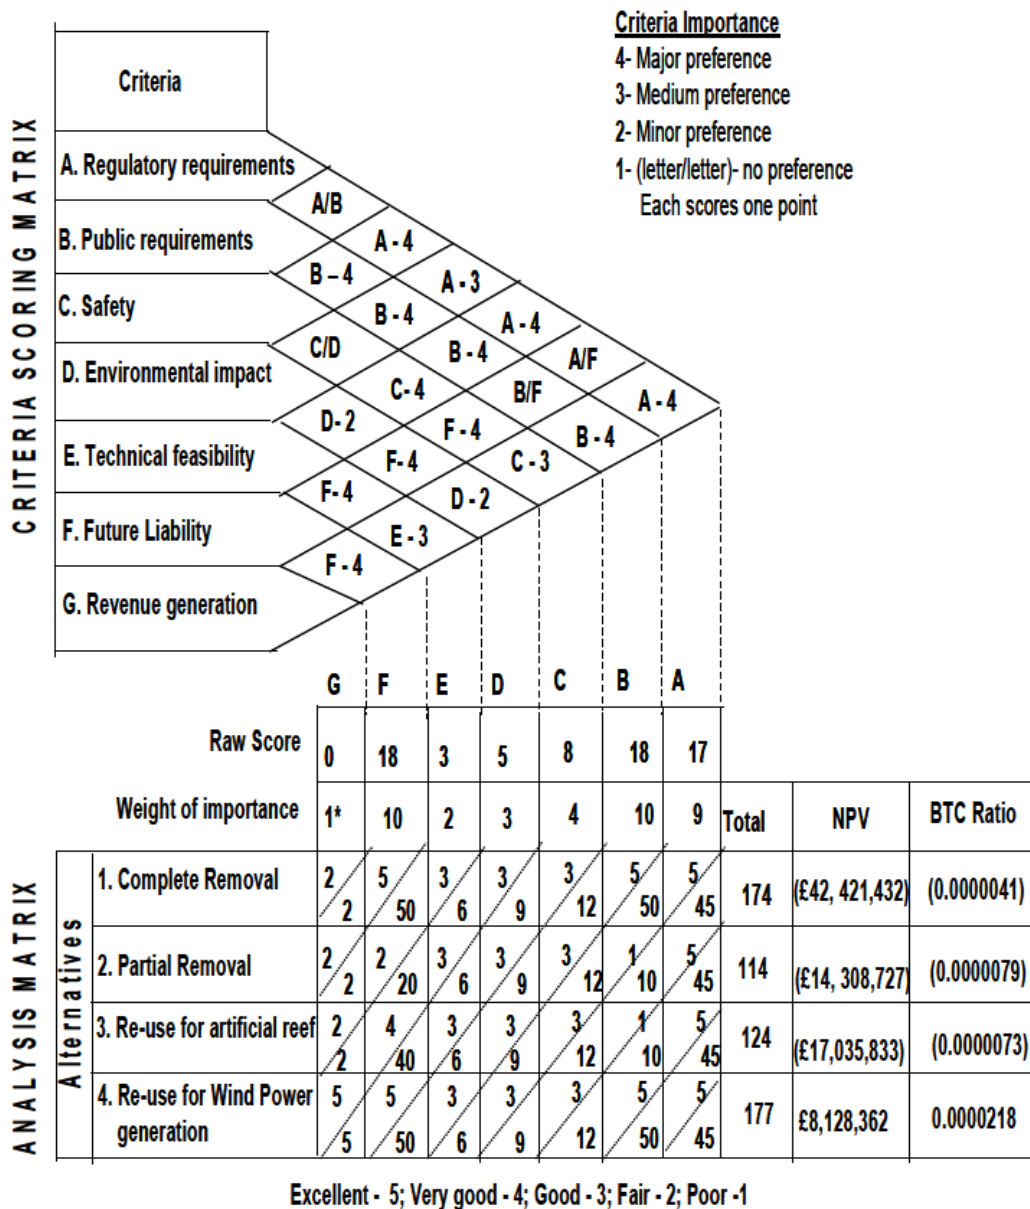 Criteria Importance
4- Major preference
3- Medium preference
2- Minor preference
1- (letter/letter)- no preference
Each scores one point
CRITERIA SCORING MATRIX
Criteria
A. Regulatory requirements
B. Public requirements
C. Safety
D. Environmental impact
E. Technical feasibility
F. Future Liability
G. Revenue generation
A/B
A - 4
A - 3
A - 4
A/F
A - 4
B – 4
B - 4
B - 4
B/F
B - 4
C/D
C- 4
F - 4
C - 3
D- 2
F- 4
D - 2
F- 4
E - 3
F - 4
G F E D C B A
Raw Score 0 18 3 5 8 18 17
Weight of importance 1* 10 2 3 4 10 9 Total NPV BTC Ratio
ANALYSIS MATRIX
Alternatives
1. Complete Removal 2 5 3 3 3 5 5
2 50 6 9 12 50 45 174 (£42, 421,432) (0.0000041)
2. Partial Removal 2 2 3 3 3 1 5
2 20 6 9 12 10 45 114 (£14, 308,727) (0.0000079)
3. Re-use for artificial reef 2 4 3 3 3 1 5
2 40 6 9 12 10 45 124 (£17,035,833) (0.0000073)
4. Re-use for Wind Power 5 5 3 3 3 5 5
generation 5 50 6 9 12 50 45 177 £8,128,362 0.0000218
Excellent - 5; Very good - 4; Good - 3; Fair - 2; Poor -1